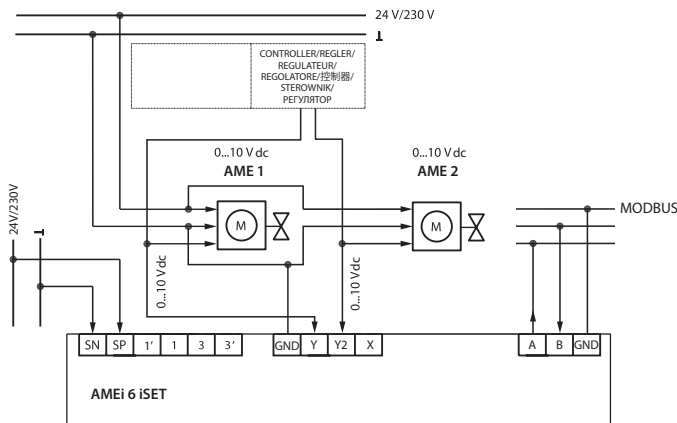 24 V/230 V
⊥
CONTROLLER/REGLER/
REGULATEUR/
REGOLATORE/控制器/
STEROWNIK/
РЕГУЛЯТОР
0...10 V dc
AME 1
0...10 V dc
AME 2
24V/230V
⊥
M
M
MODBUS
0...10 V dc
0...10 V dc
SN SP 1′ 1 3 3′ GND Y Y2 X A B GND
AMEi 6 iSET